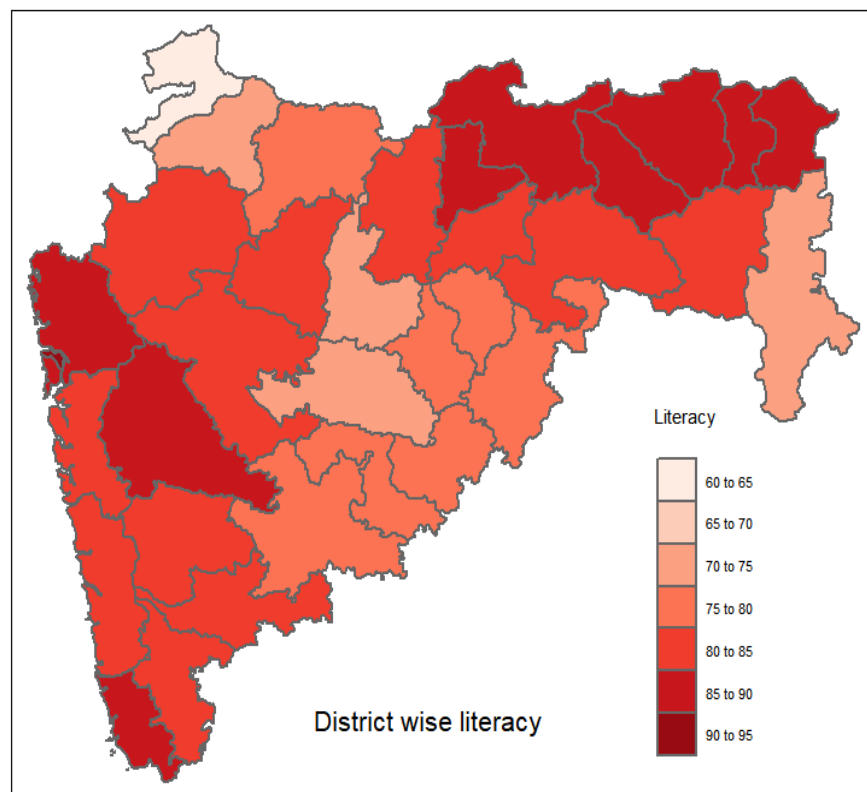 Literacy
60 to 65
65 to 70
70 to 75
75 to 80
80 to 85
85 to 90
90 to 95
District wise literacy